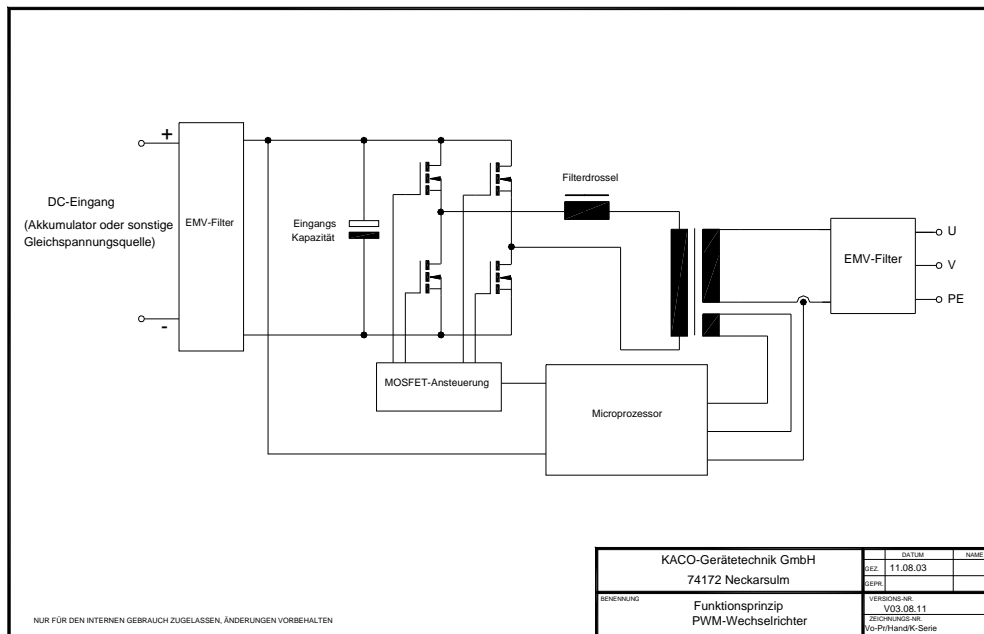 +
DC-Eingang
(Akkumulator oder sonstige
Gleichspannungsquelle)
-
EMV-Filter
Eingangs
Kapazität
Filterdrossel
EMV-Filter
U
V
PE
MOSFET-Ansteuerung
Microprozessor
KACO-Gerätetechnik GmbH
74172 Neckarsulm
DATUM NAME
GEZ. 11.08.03
GEPR.
BENENNUNG
Funktionsprinzip
PWM-Wechselrichter
VERSIONS-NR.
V03.08.11
ZEICHNUNGS-NR.
Vo-Pr/Hand/K-Serie
NUR FÜR DEN INTERNEN GEBRAUCH ZUGELASSEN, ÄNDERUNGEN VORBEHALTEN